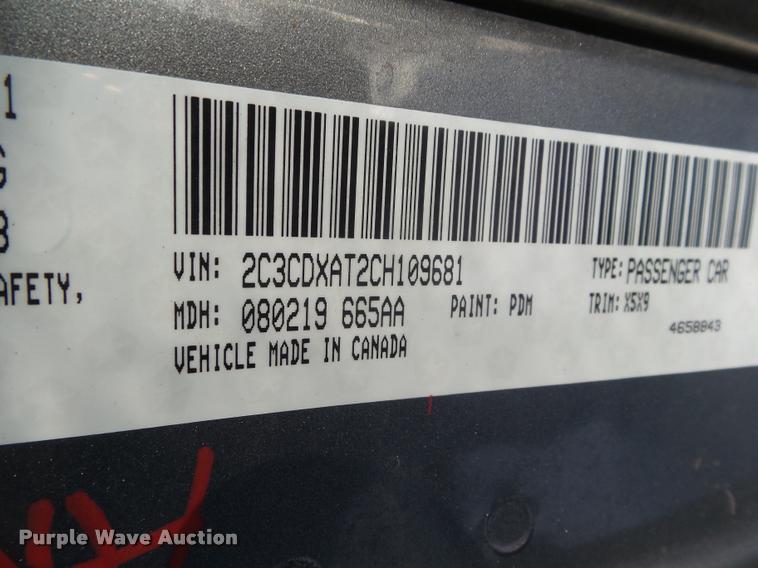 1
G
8
AFETY,
VIN: 2C3CDXAT2CH109681
TYPE: PASSENGER CAR
MDH: 080219 665AA
PAINT: PDM
TRIM: X5X9
VEHICLE MADE IN CANADA
4658843
Purple Wave Auction